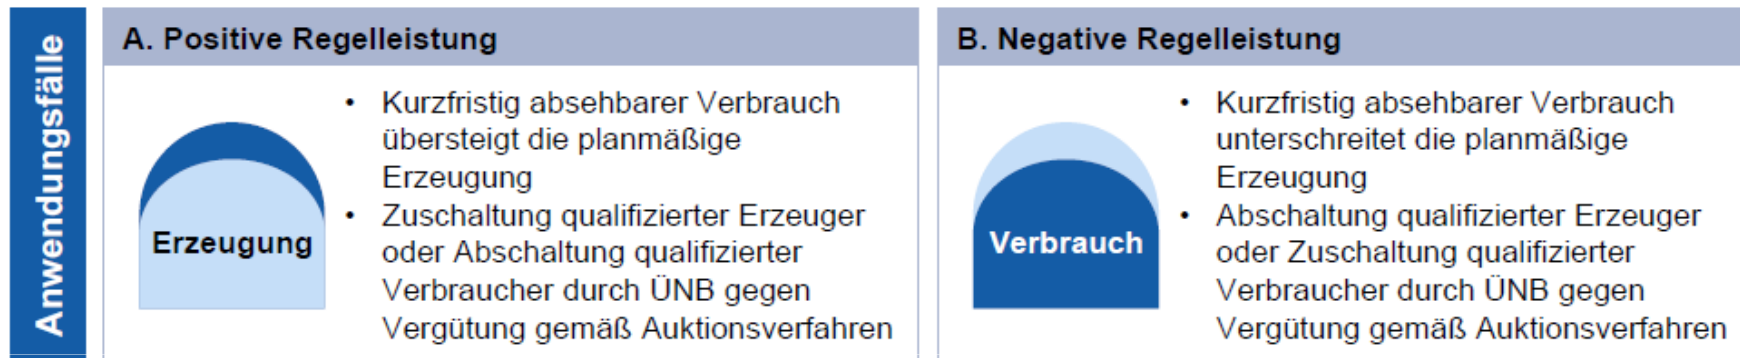 Anwendungsfälle
A. Positive Regelleistung
Erzeugung
• Kurzfristig absehbarer Verbrauch
übersteigt die planmäßige
Erzeugung
• Zuschaltung qualifizierter Erzeuger
oder Abschaltung qualifizierter
Verbraucher durch ÜNB gegen
Vergütung gemäß Auktionsverfahren
B. Negative Regelleistung
Verbrauch
• Kurzfristig absehbarer Verbrauch
unterschreitet die planmäßige
Erzeugung
• Abschaltung qualifizierter Erzeuger
oder Zuschaltung qualifizierter
Verbraucher durch ÜNB gegen
Vergütung gemäß Auktionsverfahren